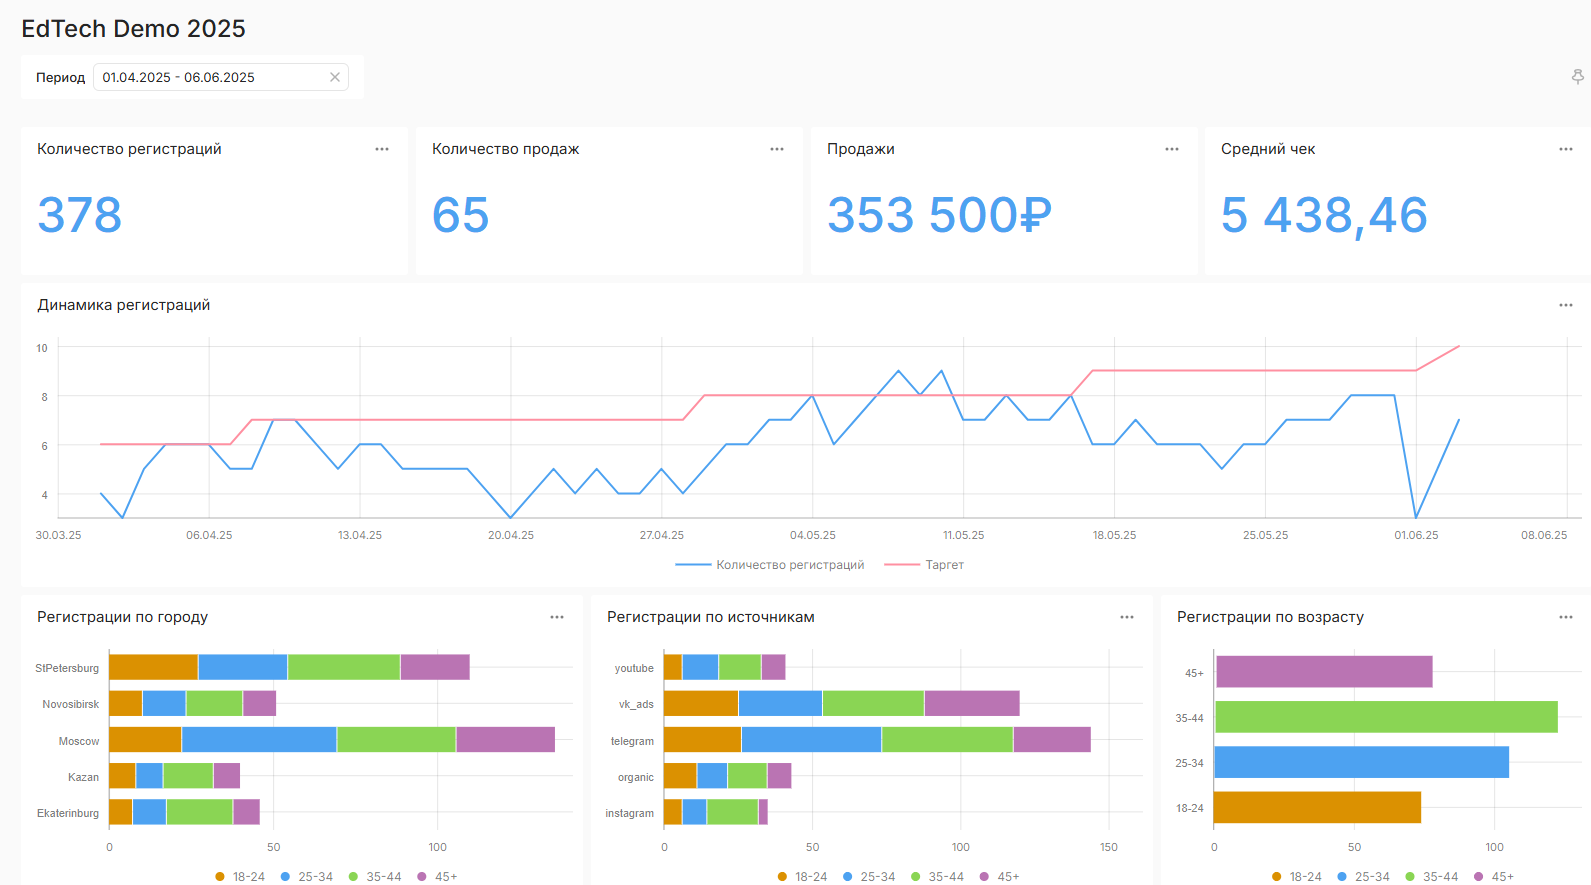 EdTech Demo 2025
Период 01.04.2025 - 06.06.2025
Количество регистраций
378
Количество продаж
65
Продажи
353 500₽
Средний чек
5 438,46
Динамика регистраций
10
8
6
4
30.03.25 06.04.25 13.04.25 20.04.25 27.04.25 04.05.25 11.05.25 18.05.25 25.05.25 01.06.25 08.06.25
Количество регистраций Таргет
Регистрации по городу
StPetersburg
Novosibirsk
Moscow
Kazan
Ekaterinburg
0 50 100
18-24 25-34 35-44 45+
Регистрации по источникам
youtube
vk_ads
telegram
organic
instagram
0 50 100 150
18-24 25-34 35-44 45+
Регистрации по возрасту
45+
35-44
25-34
18-24
0 50 100
18-24 25-34 35-44 45+